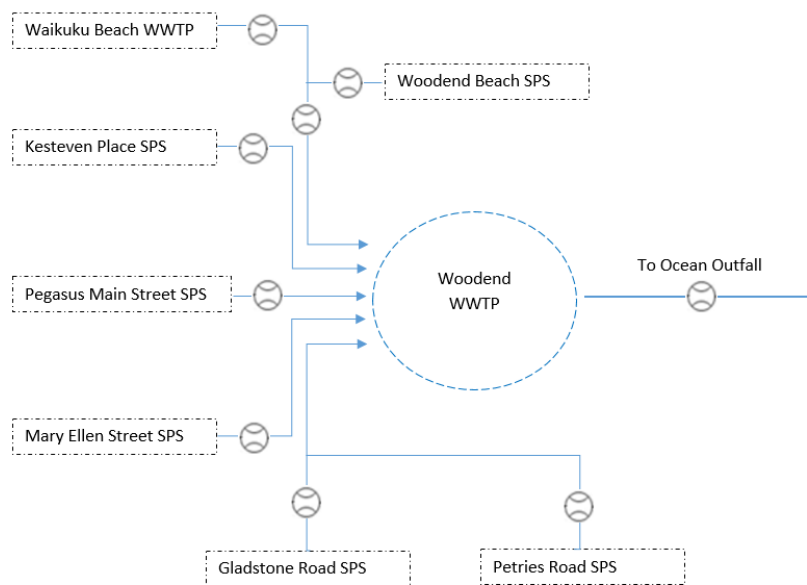 Waikuku Beach WWTP
Woodend Beach SPS
Kesteven Place SPS
Woodend
WWTP
To Ocean Outfall
Pegasus Main Street SPS
Mary Ellen Street SPS
Gladstone Road SPS
Petries Road SPS